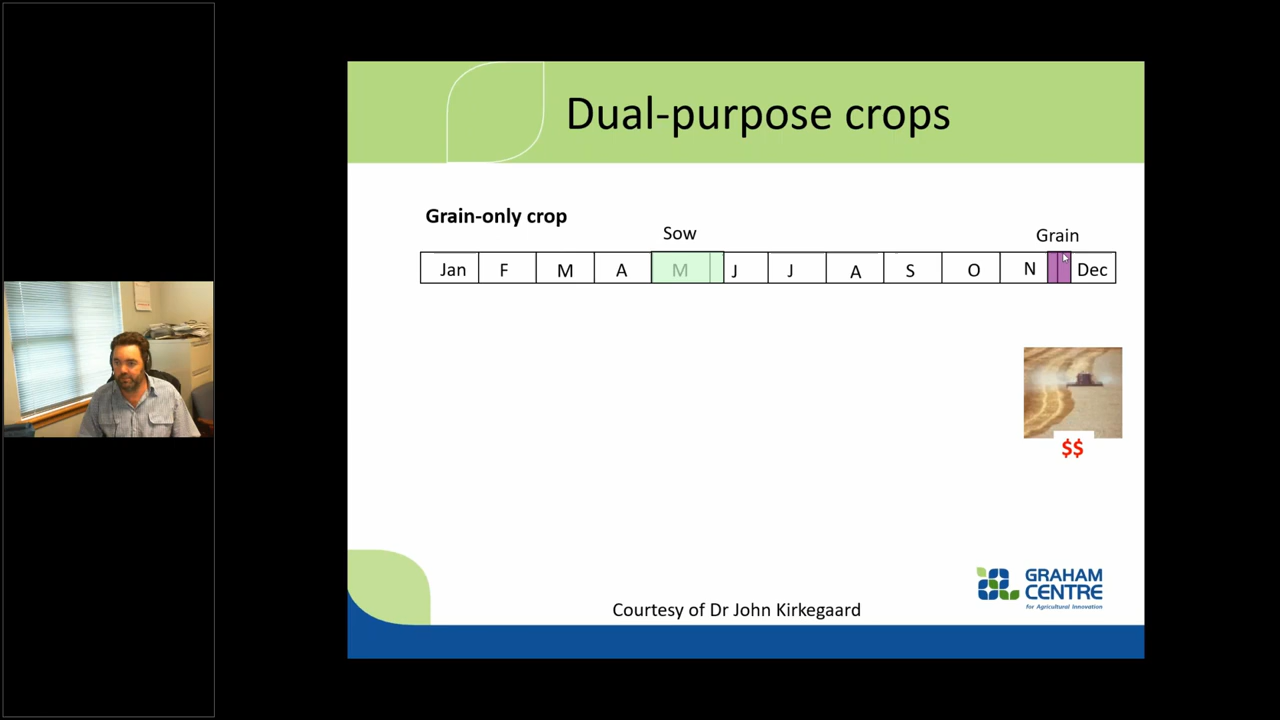 Dual-purpose crops
Grain-only crop
Sow
Grain
Jan F M A M J J A S O N Dec
$$
GRAHAM
CENTRE
for Agricultural Innovation
Courtesy of Dr John Kirkegaard